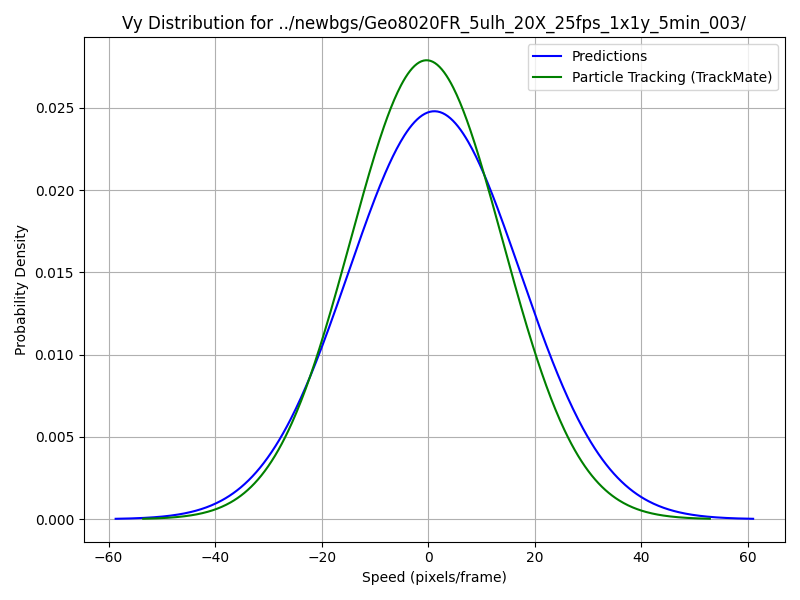 Vy Distribution for ../newbgs/Geo8020FR_5ulh_20X_25fps_1x1y_5min_003/
Predictions
Particle Tracking (TrackMate)
Probability Density
0.025
0.020
0.015
0.010
0.005
0.000
−60 −40 −20 0 20 40 60
Speed (pixels/frame)